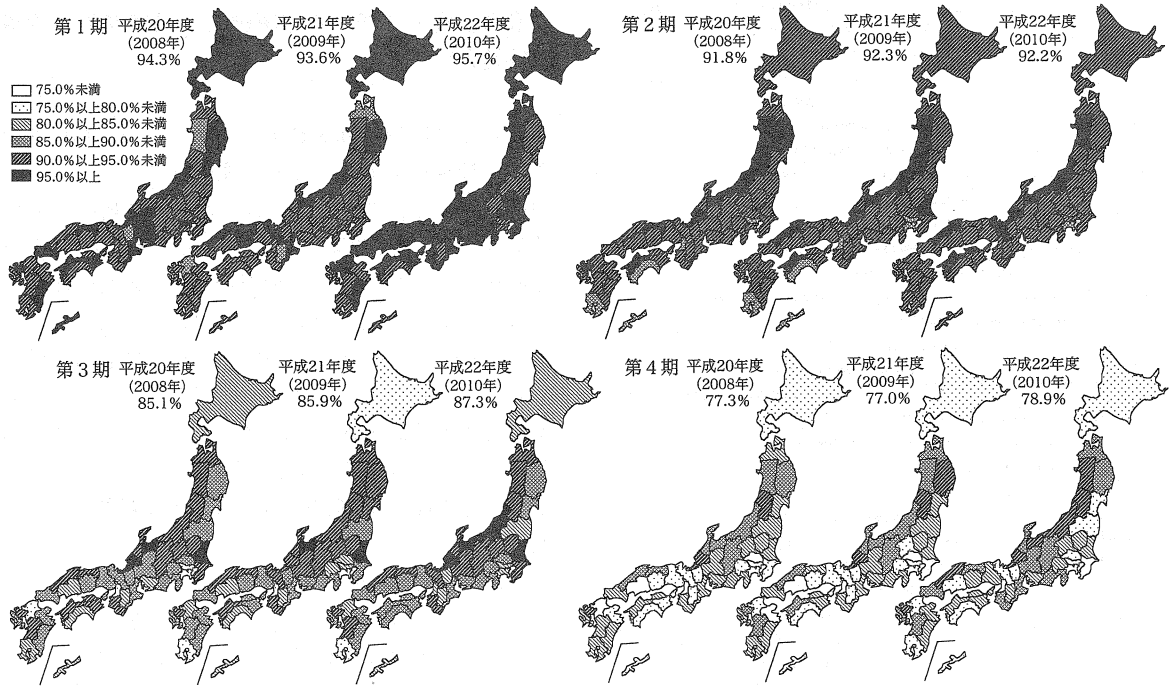 第1期
平成20年度
(2008年)
94.3%
平成21年度
(2009年)
93.6%
平成22年度
(2010年)
95.7%
75.0%未満
75.0%以上80.0%未満
80.0%以上85.0%未満
85.0%以上90.0%未満
90.0%以上95.0%未満
95.0%以上
第2期
平成20年度
(2008年)
91.8%
平成21年度
(2009年)
92.3%
平成22年度
(2010年)
92.2%
第3期
平成20年度
(2008年)
85.1%
平成21年度
(2009年)
85.9%
平成22年度
(2010年)
87.3%
第4期
平成20年度
(2008年)
77.3%
平成21年度
(2009年)
77.0%
平成22年度
(2010年)
78.9%